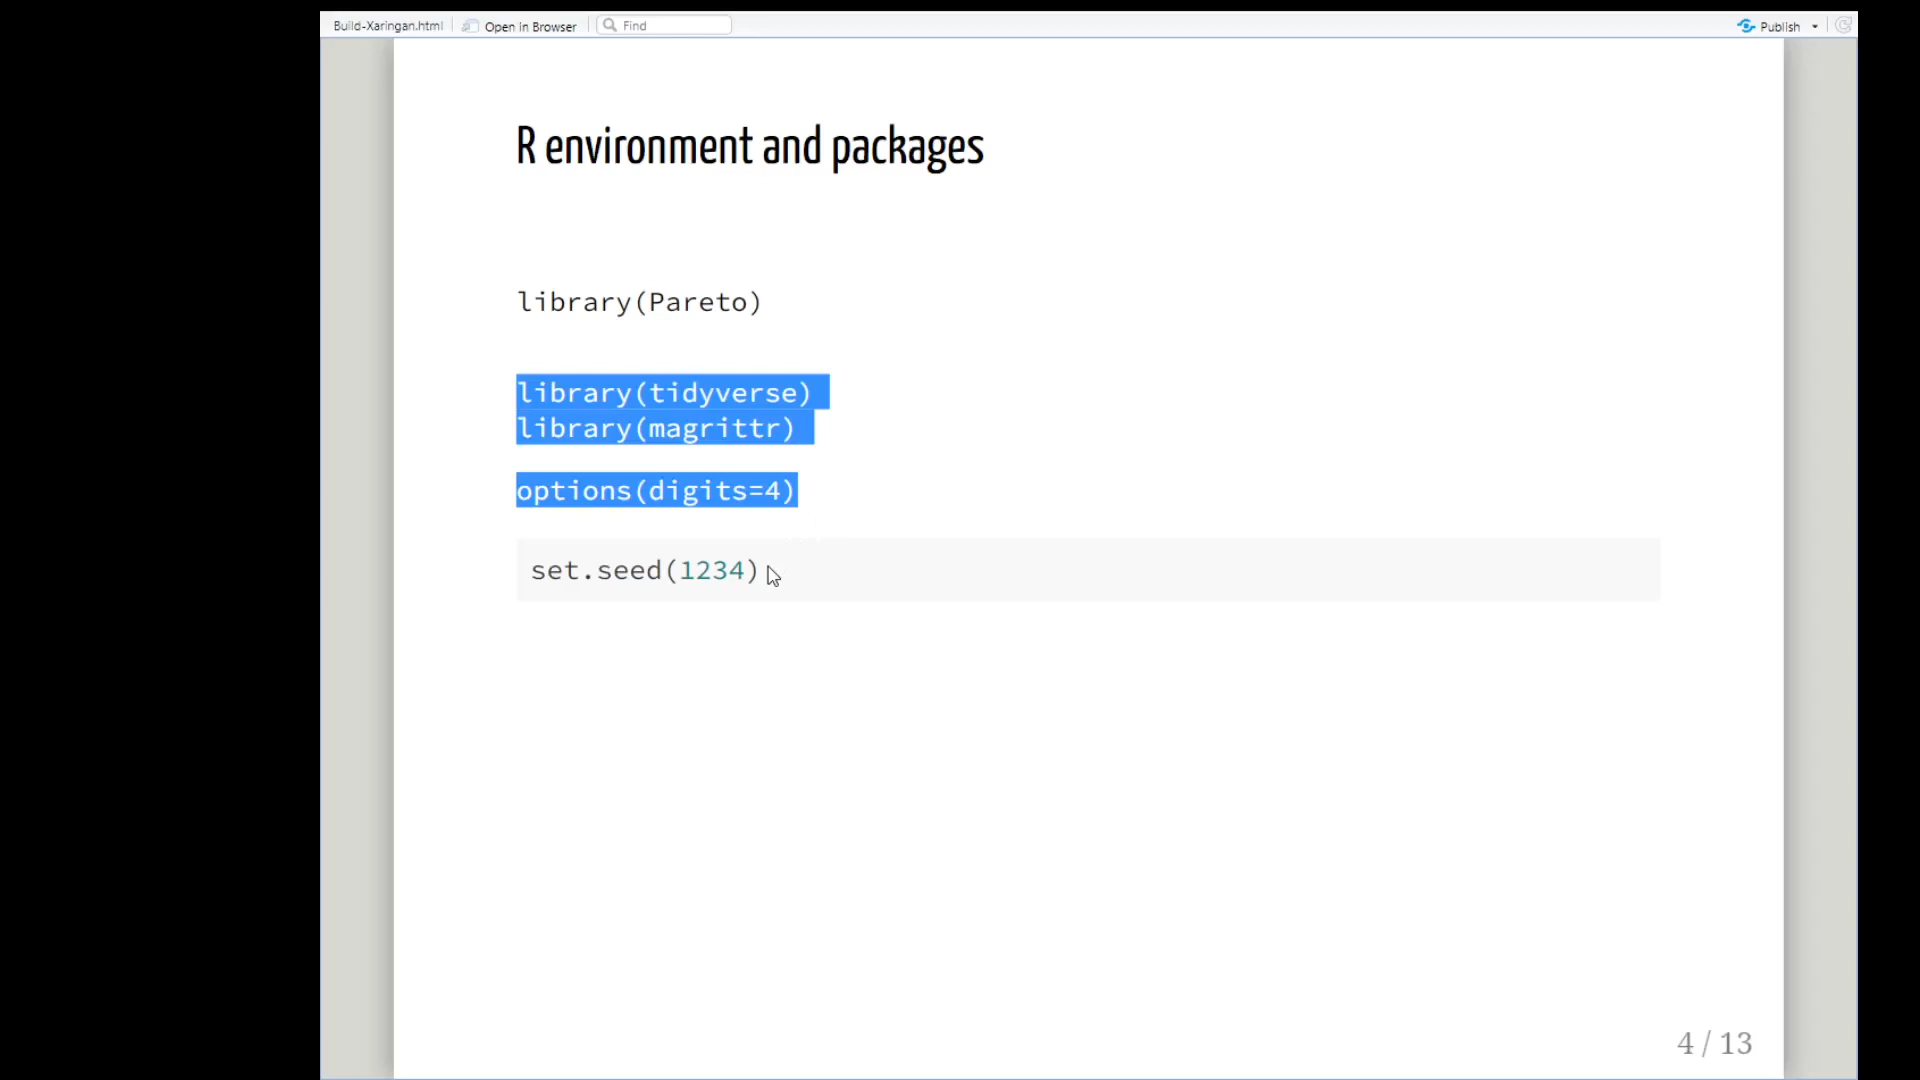 Build-Xaringan.html Open in Browser Find Publish
R environment and packages
library(Pareto)
library(tidyverse)
library(magrittr)
options(digits=4)
set.seed(1234)
4 / 13